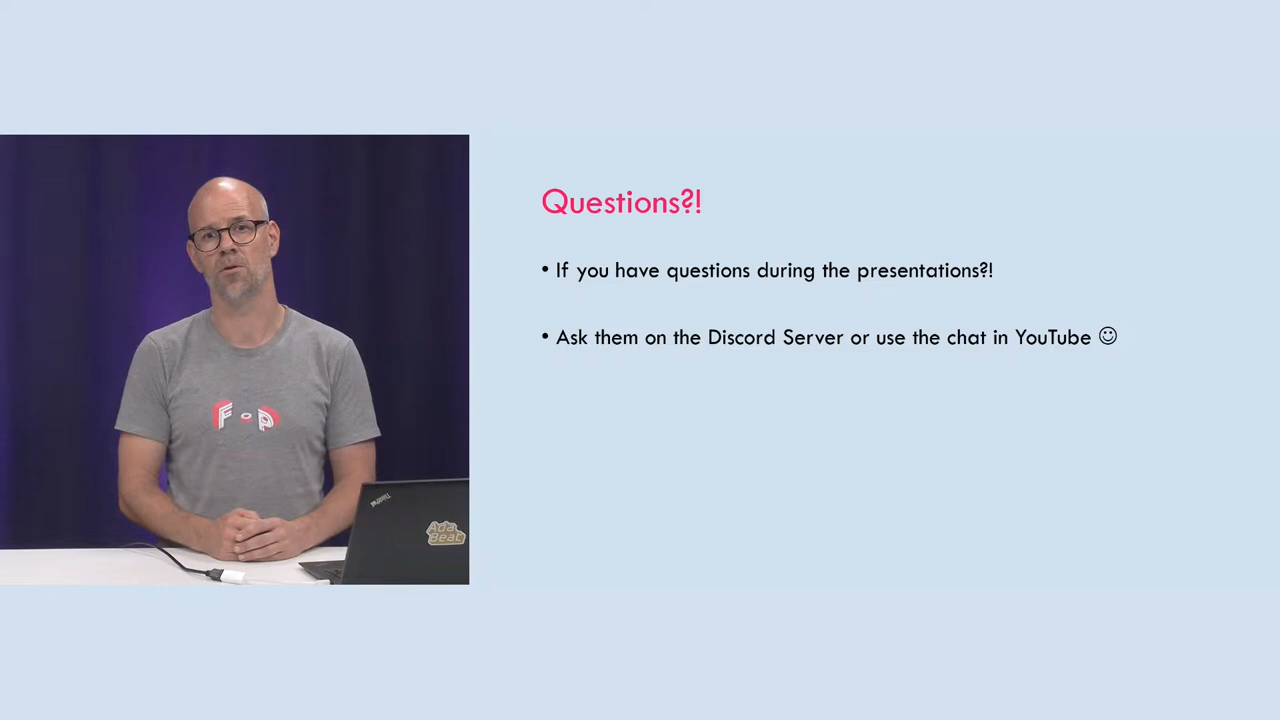 Questions?!
• If you have questions during the presentations?!
• Ask them on the Discord Server or use the chat in YouTube ☺
F o P
ThinkPad
Ada
Beat